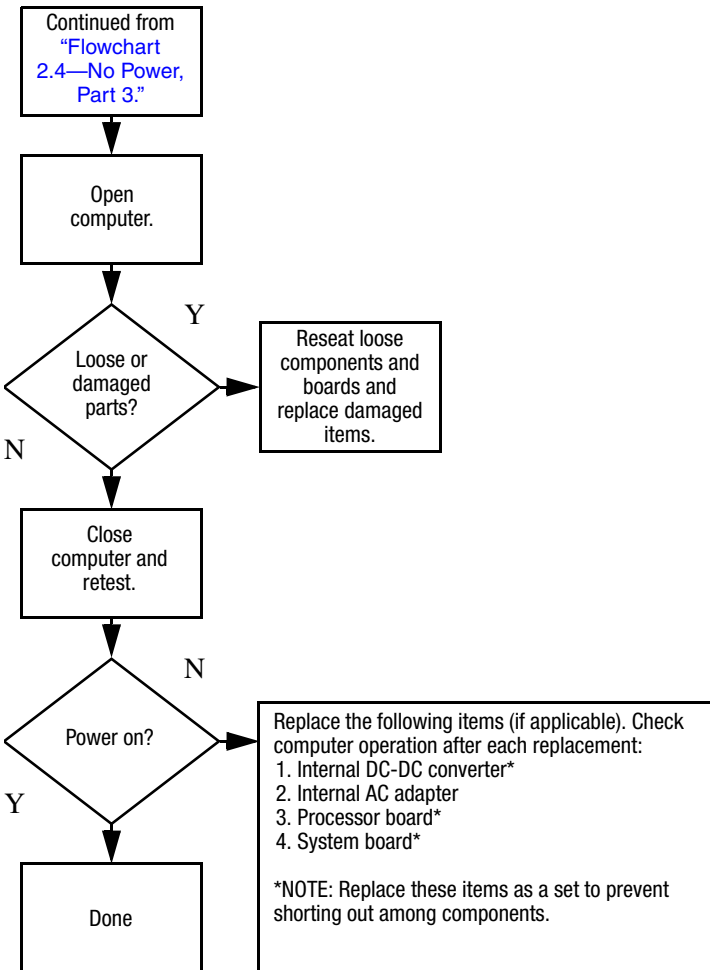 Continued from
“Flowchart
2.4—No Power,
Part 3.”
Open
computer.
Y
Loose or
damaged
parts?
Reseat loose
components and
boards and
replace damaged
items.
N
Close
computer and
retest.
N
Power on?
Replace the following items (if applicable). Check
computer operation after each replacement:
1. Internal DC-DC converter*
2. Internal AC adapter
3. Processor board*
4. System board*
*NOTE: Replace these items as a set to prevent
shorting out among components.
Y
Done